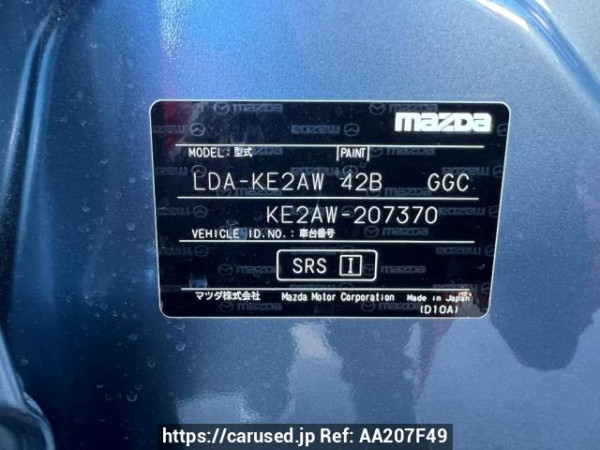 mazda
MODEL:型式 PAINT
LDA-KE2AW 42B GGC
KE2AW-207370
VEHICLE ID.NO.:車台番号
SRS I
マツダ株式会社 Mazda Motor Corporation Made in Japan
(D10A)
https://carused.jp Ref: AA207F49